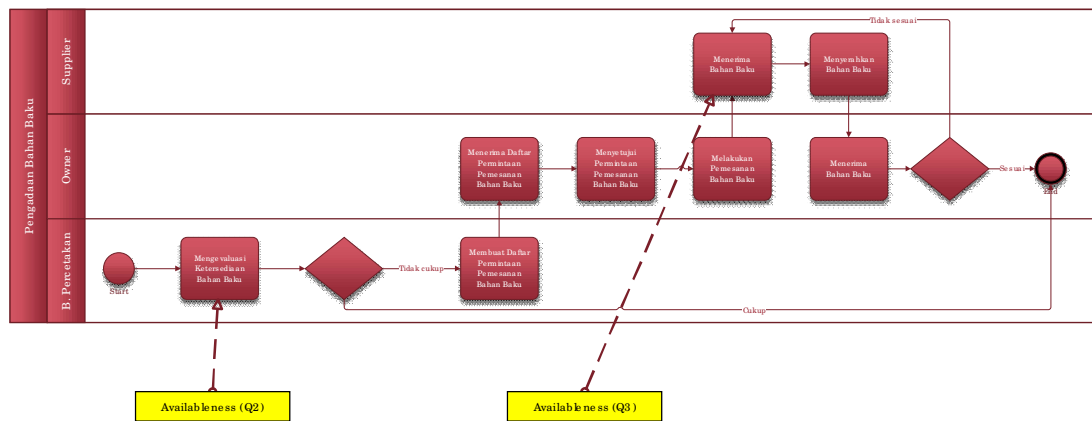 Pengadaan Bahan Baku
Supplier
Owner
B. Percetakan
Tidak sesuai
Menerima
Bahan Baku
Menyerahkan
Bahan Baku
Menerima Daftar
Permintaan
Pemesanan
Bahan Baku
Menyetujui
Permintaan
Pemesanan
Bahan Baku
Melakukan
Pemesanan
Bahan Baku
Menerima
Bahan Baku
Sesuai
End
Start
Mengevaluasi
Ketersediaan
Bahan Baku
Tidak cukup
Membuat Daftar
Permintaan
Pemesanan
Bahan Baku
Cukup
Availableness (Q2)
Availableness (Q3)